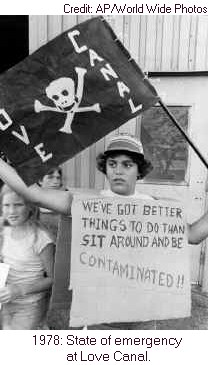 Credit: AP/World Wide Photos
LOVE CANAL
WE'VE GOT BETTER
THINGS TO DO THAN
SIT AROUND AND BE
CONTAMINATED!!
1978: State of emergency
at Love Canal.